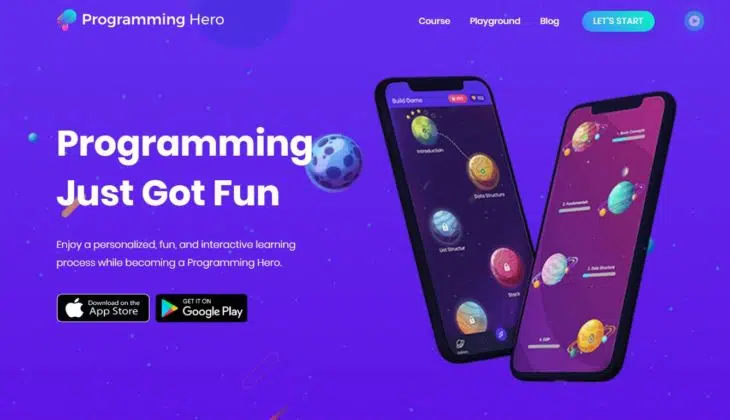 Programming Hero
Course
Playground
Blog
LET'S START
Programming
Just Got Fun
Enjoy a personalized, fun, and interactive learning
process while becoming a Programming Hero.
Download on the
App Store
GET IT ON
Google Play
Build Game
Introduction
Data Structure
List Structur
Stack
1. Basic Concepts
2. Fundamentals
3. Data Structure
4. OOP